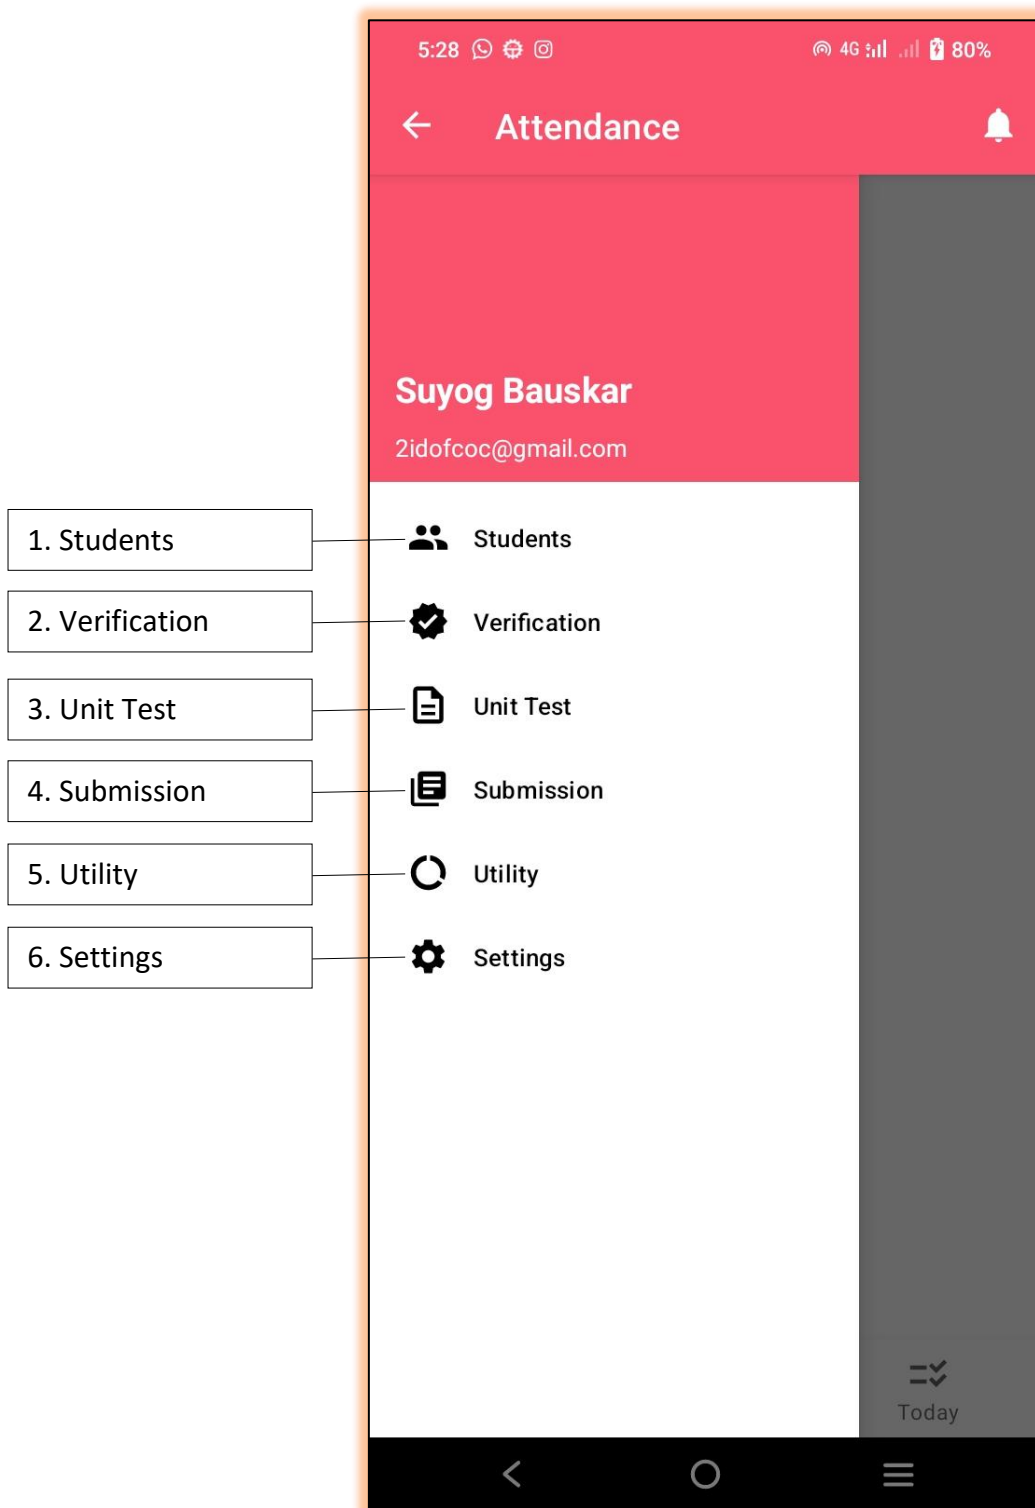 5:28 4G 80%
Attendance
Suyog Bauskar
2idofcoc@gmail.com
1. Students
Students
2. Verification
Verification
3. Unit Test
Unit Test
4. Submission
Submission
5. Utility
Utility
6. Settings
Settings
Today